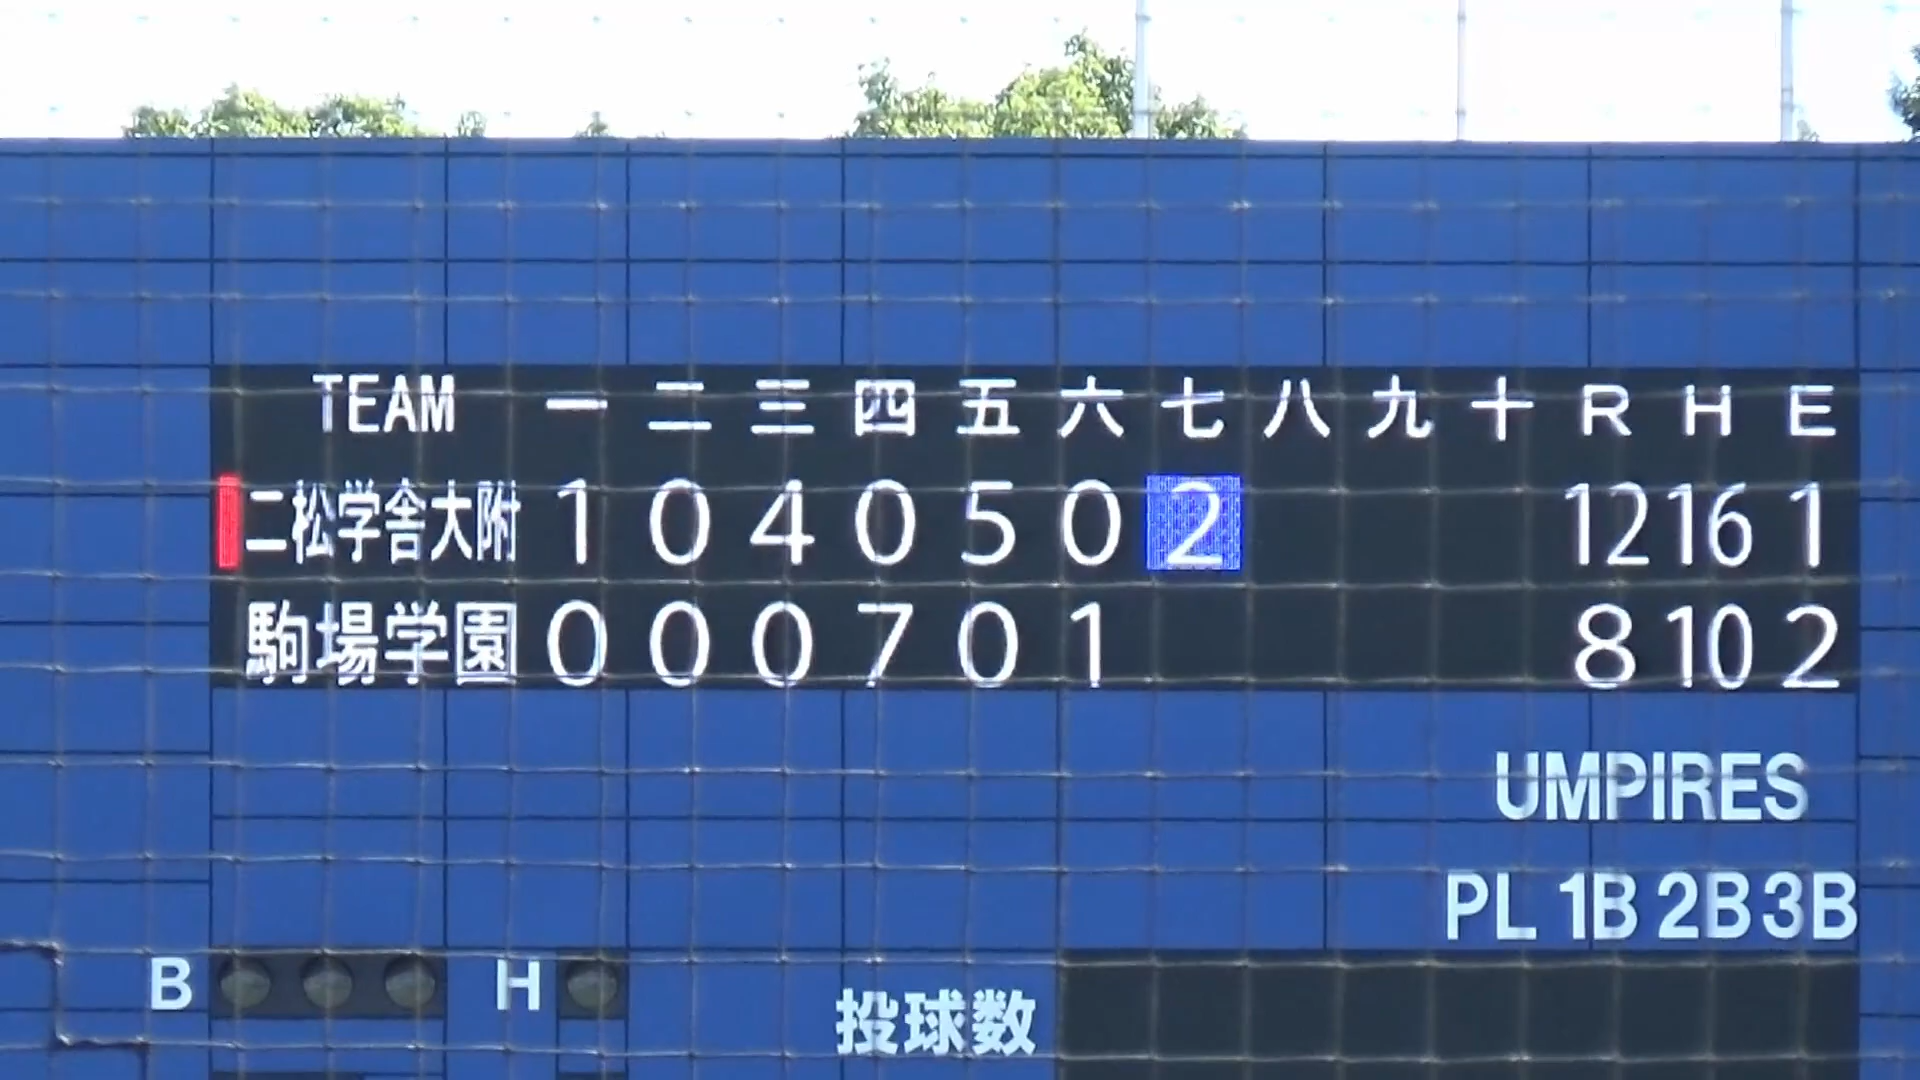 TEAM 一 二 三 四 五 六 七 八 九 十 R H E
二松学舎大附 1 0 4 0 5 0 2 12 16 1
駒場学園 0 0 0 7 0 1 8 10 2
UMPIRES
PL 1B 2B 3B
B H 投球数